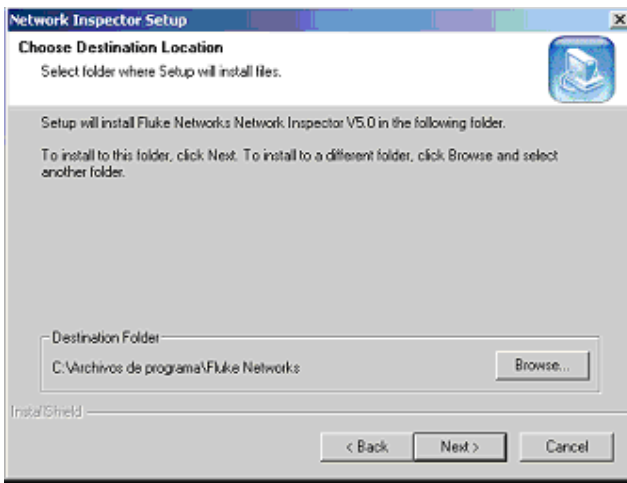 Network Inspector Setup
Choose Destination Location
Select folder where Setup will install files.
Setup will install Fluke Networks Network Inspector V5.0 in the following folder.
To install to this folder, click Next. To install to a different folder, click Browse and select
another folder.
Destination Folder
C:\Archivos de programa\Fluke Networks
Browse...
InstallShield
< Back
Next >
Cancel